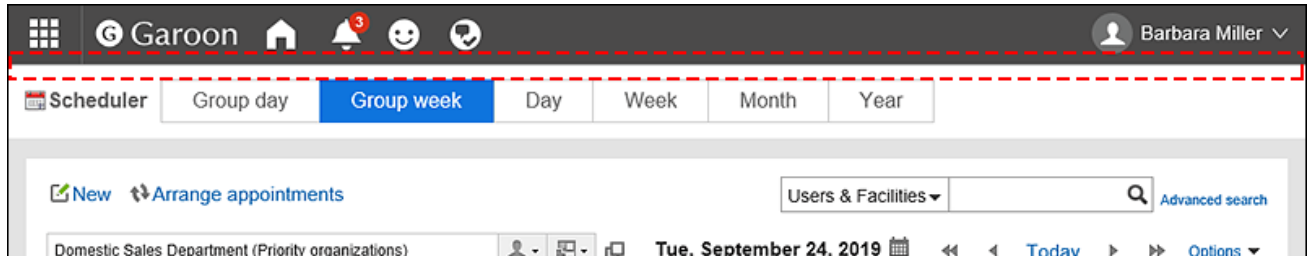 G Garoon 3 Barbara Miller
Scheduler Group day Group week Day Week Month Year
New Arrange appointments Users & Facilities Advanced search
Domestic Sales Department (Priority organizations) Tue, September 24, 2019 Today Options